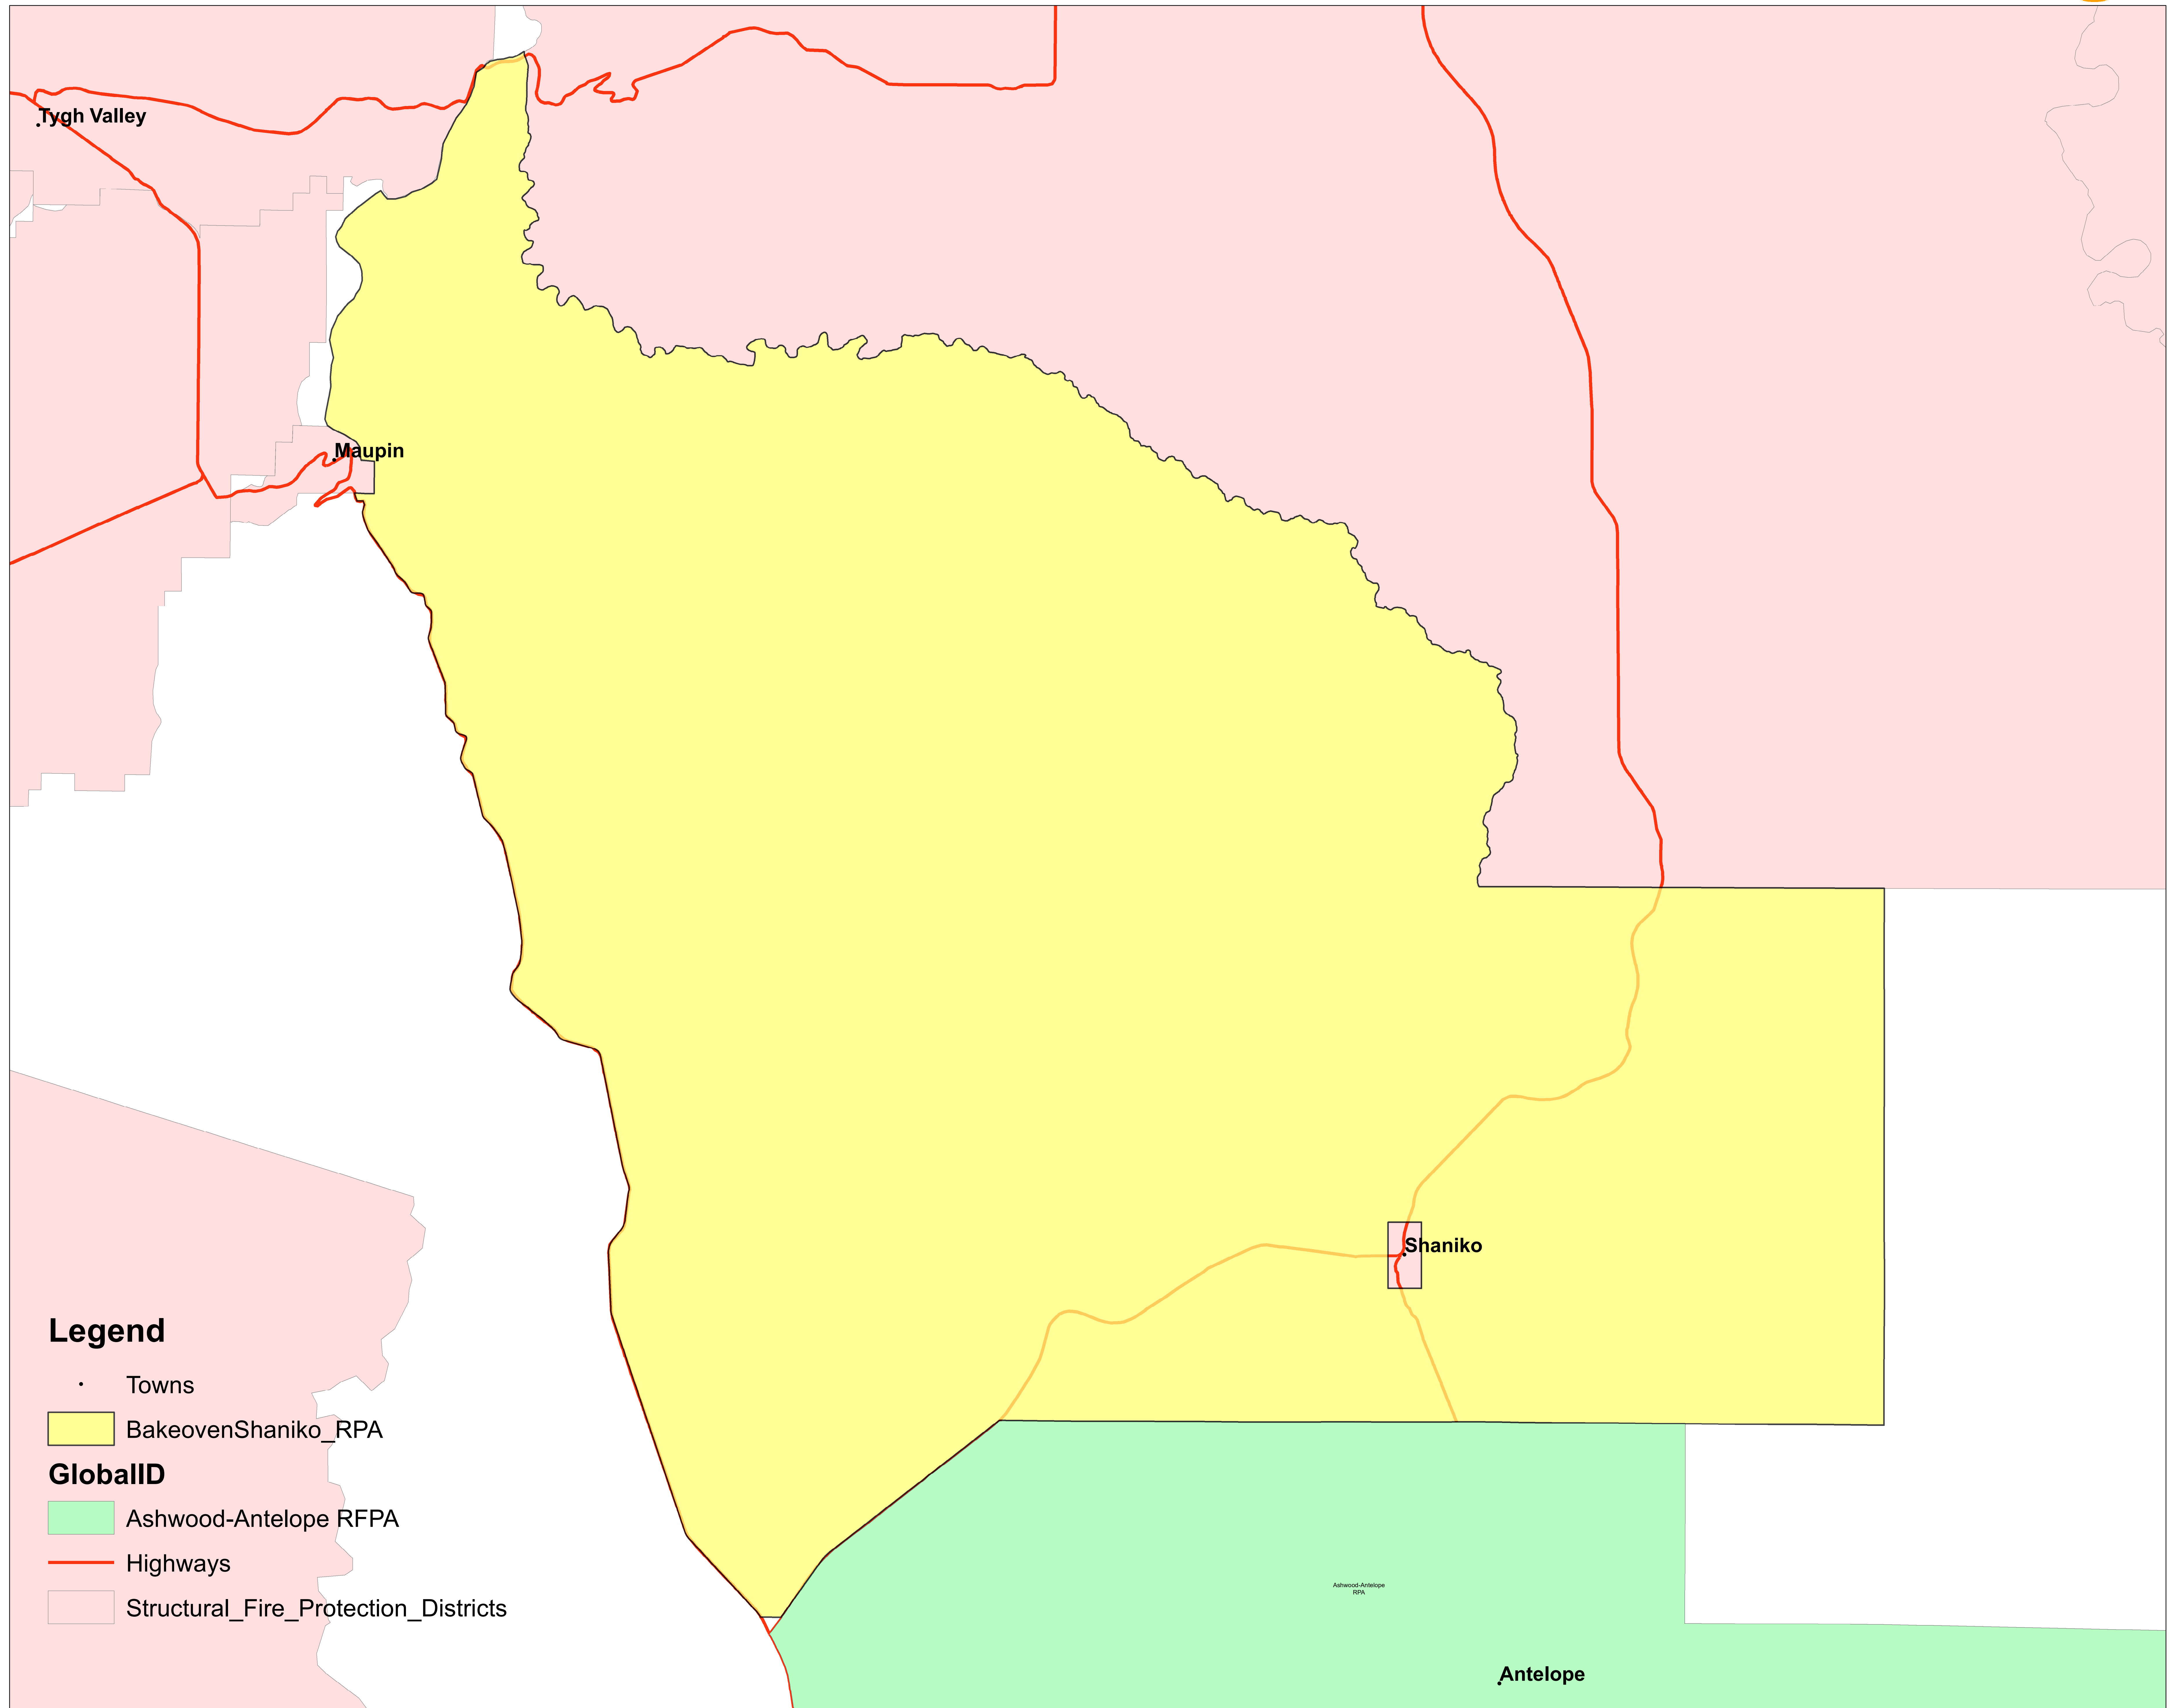 Tygh Valley
Maupin
Shaniko
Legend
Towns
BakeovenShaniko_RPA
GlobalID
Ashwood-Antelope RFPA
Highways
Structural_Fire_Protection_Districts
Ashwood-Antelope
RPA
Antelope